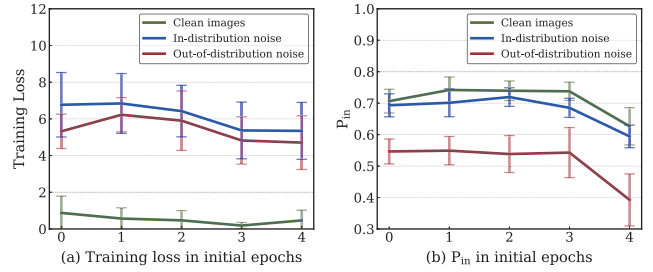 12
10
8
6
4
2
0
Training Loss
Clean images
In-distribution noise
Out-of-distribution noise
0 1 2 3 4
(a) Training loss in initial epochs
1.0
0.9
0.8
0.7
0.6
0.5
0.4
0.3
P_in
Clean images
In-distribution noise
Out-of-distribution noise
0 1 2 3 4
(b) P_in in initial epochs